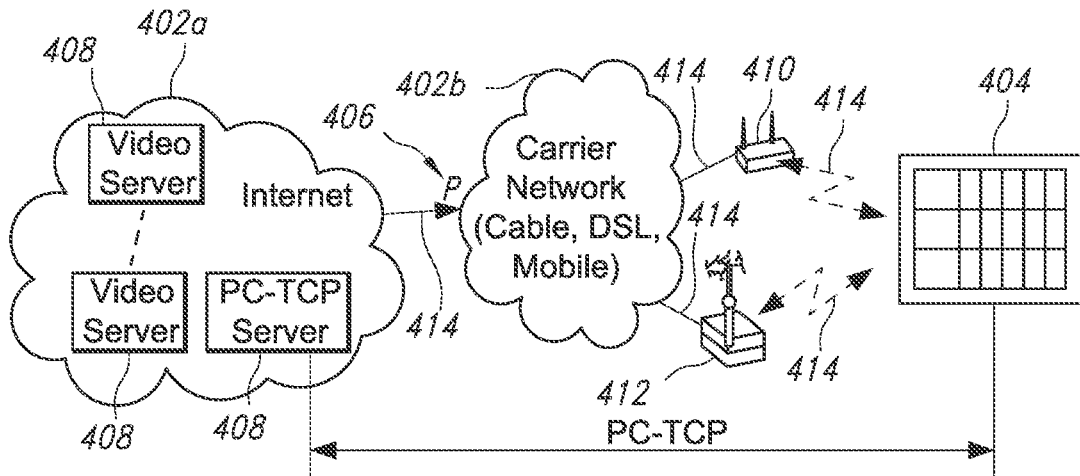 402a
408
402b
414
410
404
406
414
Video
Server
Internet
P
Carrier
Network
(Cable, DSL,
Mobile)
414
Video
Server
PC-TCP
Server
414
414
408
408
412
PC-TCP